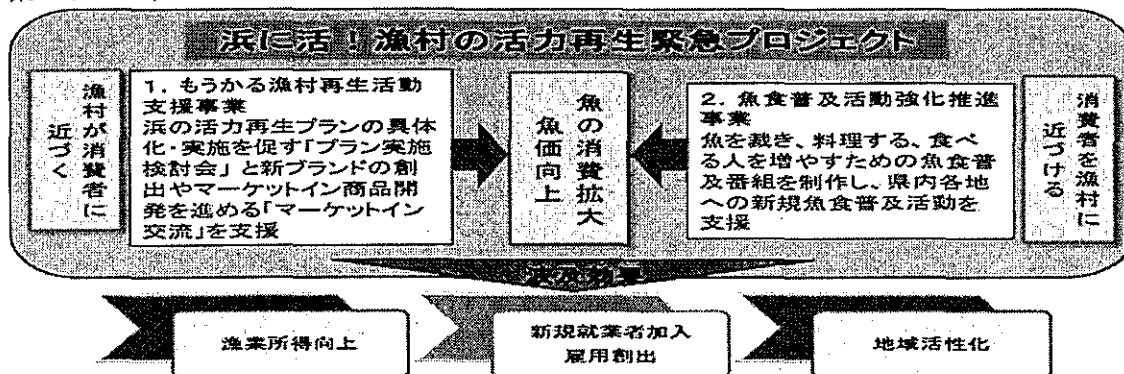 浜に活！漁村の活力再生緊急プロジェクト
漁村が消費者に
近づく
1．もうかる漁村再生活動
支援事業
浜の活力再生プランの具体
化・実施を促す「プラン実施
検討会」と新ブランドの創
出やマーケットイン商品開
発を進める「マーケットイン
交流」を支援
魚の消費拡大
魚価向上
2．魚食普及活動強化推進
事業
魚を裁き、料理する、食べ
る人を増やすための魚食普
及番組を制作し、県内各地
への新規魚食普及活動を
支援
消費者を漁村に
近づける
波及効果
漁業所得向上
新規就業者加入
雇用創出
地域活性化